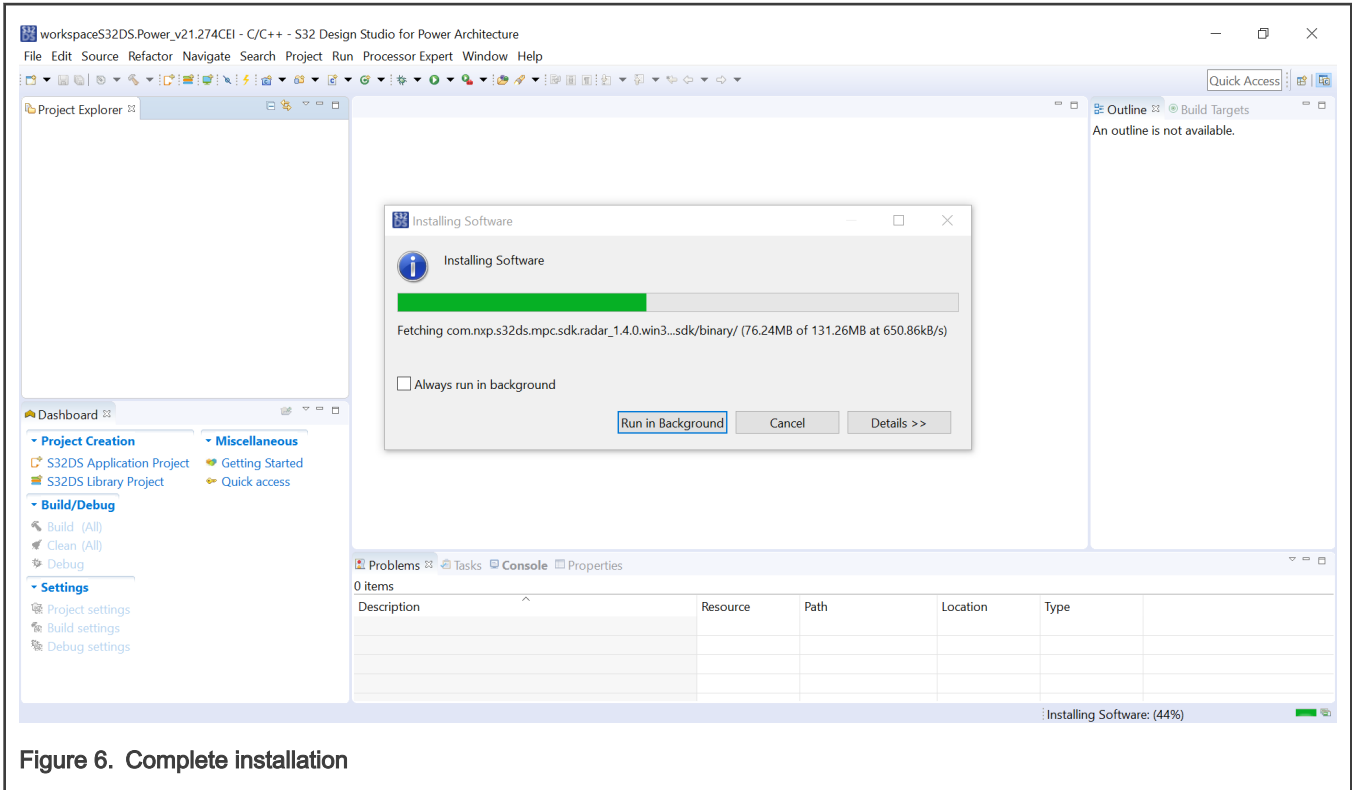 workspaceS32DS.Power_v21.274CEI - C/C++ - S32 Design Studio for Power Architecture
File Edit Source Refactor Navigate Search Project Run Processor Expert Window Help
Quick Access
Project Explorer
Outline Build Targets
An outline is not available.
Installing Software
Installing Software
Fetching com.nxp.s32ds.mpc.sdk.radar_1.4.0.win3...sdk/binary/ (76.24MB of 131.26MB at 650.86kB/s)
Always run in background
Run in Background Cancel Details >>
Dashboard
Project Creation Miscellaneous
S32DS Application Project Getting Started
S32DS Library Project Quick access
Build/Debug
Build (All)
Clean (All)
Debug
Settings
Project settings
Build settings
Debug settings
Problems Tasks Console Properties
0 items
Description Resource Path Location Type
Installing Software: (44%)
Figure 6. Complete installation